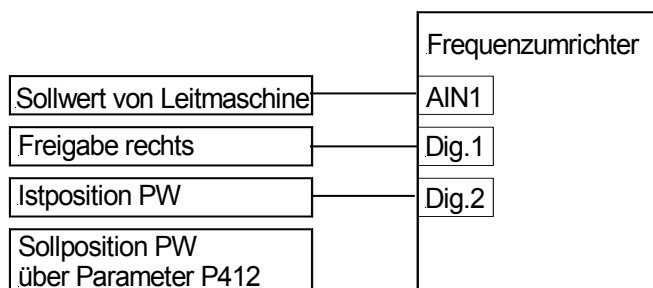 Frequenzumrichter
Sollwert von Leitmaschine
AIN1
Freigabe rechts
Dig.1
Istposition PW
Dig.2
Sollposition PW
über Parameter P412